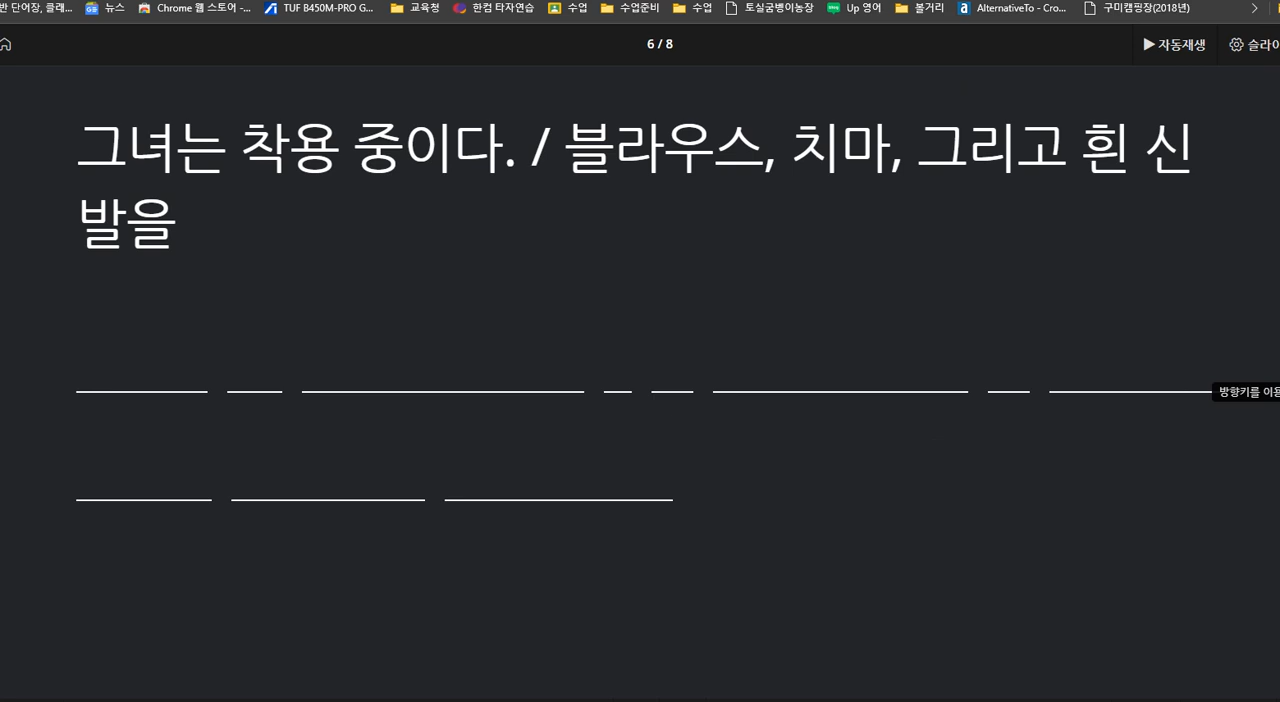 반 단어장, 클래... 뉴스 Chrome 웹 스토어 -... TUF B450M-PRO G... 교육청 한컴 타자연습 수업 수업준비 수업 토실굼벵이농장 Up 영어 볼거리 AlternativeTo - Cro... 구미캠핑장(2018년)
6 / 8 자동재생 슬라이
그녀는 착용 중이다. / 블라우스, 치마, 그리고 흰 신
발을
방향키를 이용